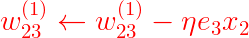 $w_{23}^{(1)} \leftarrow w_{23}^{(1)} - \eta e_3 x_2$